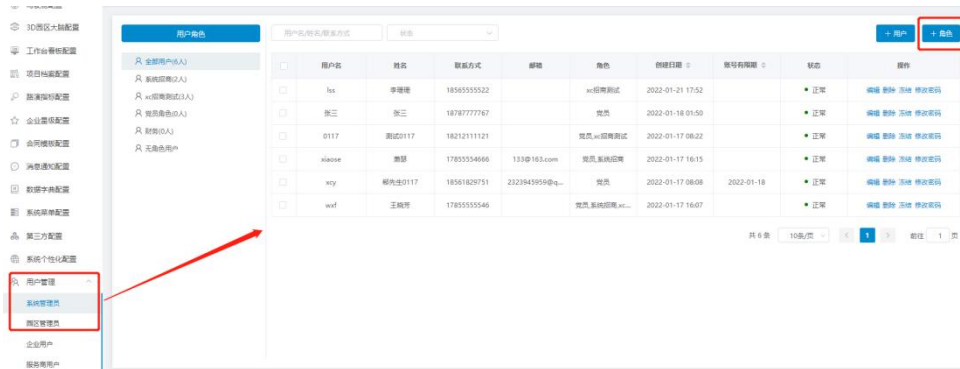 3D园区大脑配置
工作台看板配置
项目档案配置
路演指标配置
企业星级配置
合同模板配置
消息通知配置
数据字典配置
系统菜单配置
第三方配置
系统个性化配置
用户管理
系统管理员
园区管理员
企业用户
服务商用户
用户角色
全部用户(6人)
系统招商(2人)
xc招商测试(3人)
党员角色(0人)
财务(0人)
无角色用户
用户名/姓名/联系方式 状态
+ 用户 + 角色
用户名 姓名 联系方式 邮箱 角色 创建日期 账号有限期 状态 操作
lss 李珊珊 18565555522 xc招商测试 2022-01-21 17:52 正常 编辑 删除 冻结 修改密码
张三 张三 18787777767 党员 2022-01-18 01:50 正常 编辑 删除 冻结 修改密码
0117 测试0117 18212111121 党员,xc招商测试 2022-01-17 08:22 正常 编辑 删除 冻结 修改密码
xiaose 17855554666 133@163.com 党员,系统招商 2022-01-17 16:15 正常 编辑 删除 冻结 修改密码
xcy 柳先生0117 18561829751 2323945959@q... 党员 2022-01-17 08:08 2022-01-18 正常 编辑 删除 冻结 修改密码
wxf 王晓芳 17855555546 党员,系统招商,xc... 2022-01-17 16:07 正常 编辑 删除 冻结 修改密码
共 6 条 10条/页 < 1 > 前往 1 页